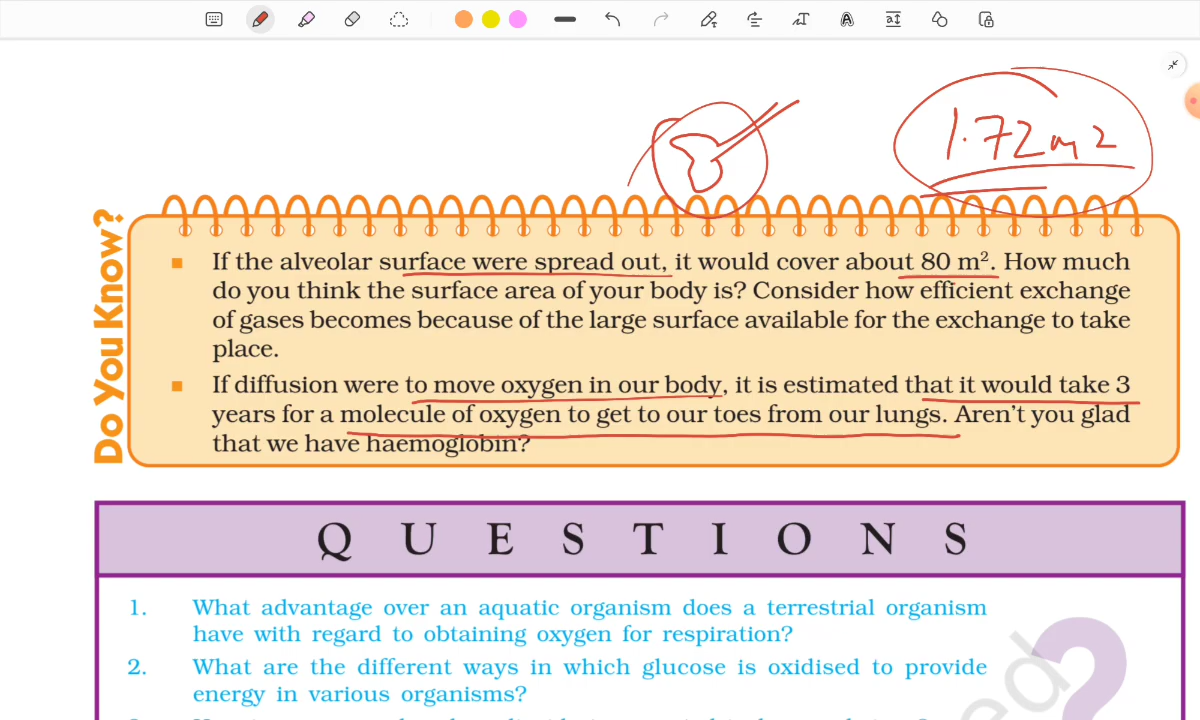 1.72 m2
Do You Know?
If the alveolar surface were spread out, it would cover about 80 m². How much
do you think the surface area of your body is? Consider how efficient exchange
of gases becomes because of the large surface available for the exchange to take
place.
If diffusion were to move oxygen in our body, it is estimated that it would take 3
years for a molecule of oxygen to get to our toes from our lungs. Aren't you glad
that we have haemoglobin?
Q U E S T I O N S
1. What advantage over an aquatic organism does a terrestrial organism
have with regard to obtaining oxygen for respiration?
2. What are the different ways in which glucose is oxidised to provide
energy in various organisms?
?